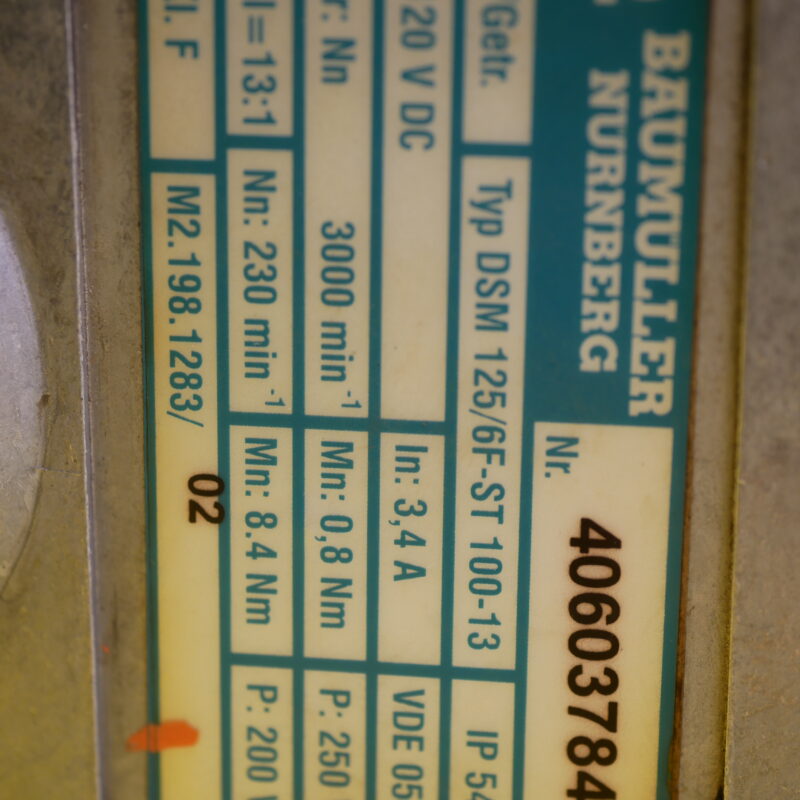 BAUMÜLLER
NÜRNBERG
Nr. 40603784
Getr. Typ DSM 125/6F-ST 100-13 IP 54
20 V DC In: 3,4 A VDE 05
r: Nn 3000 min -1 Mn: 0,8 Nm P: 250
I=13:1 Nn: 230 min -1 Mn: 8.4 Nm P: 200
l. F M2.198.1283/ 02